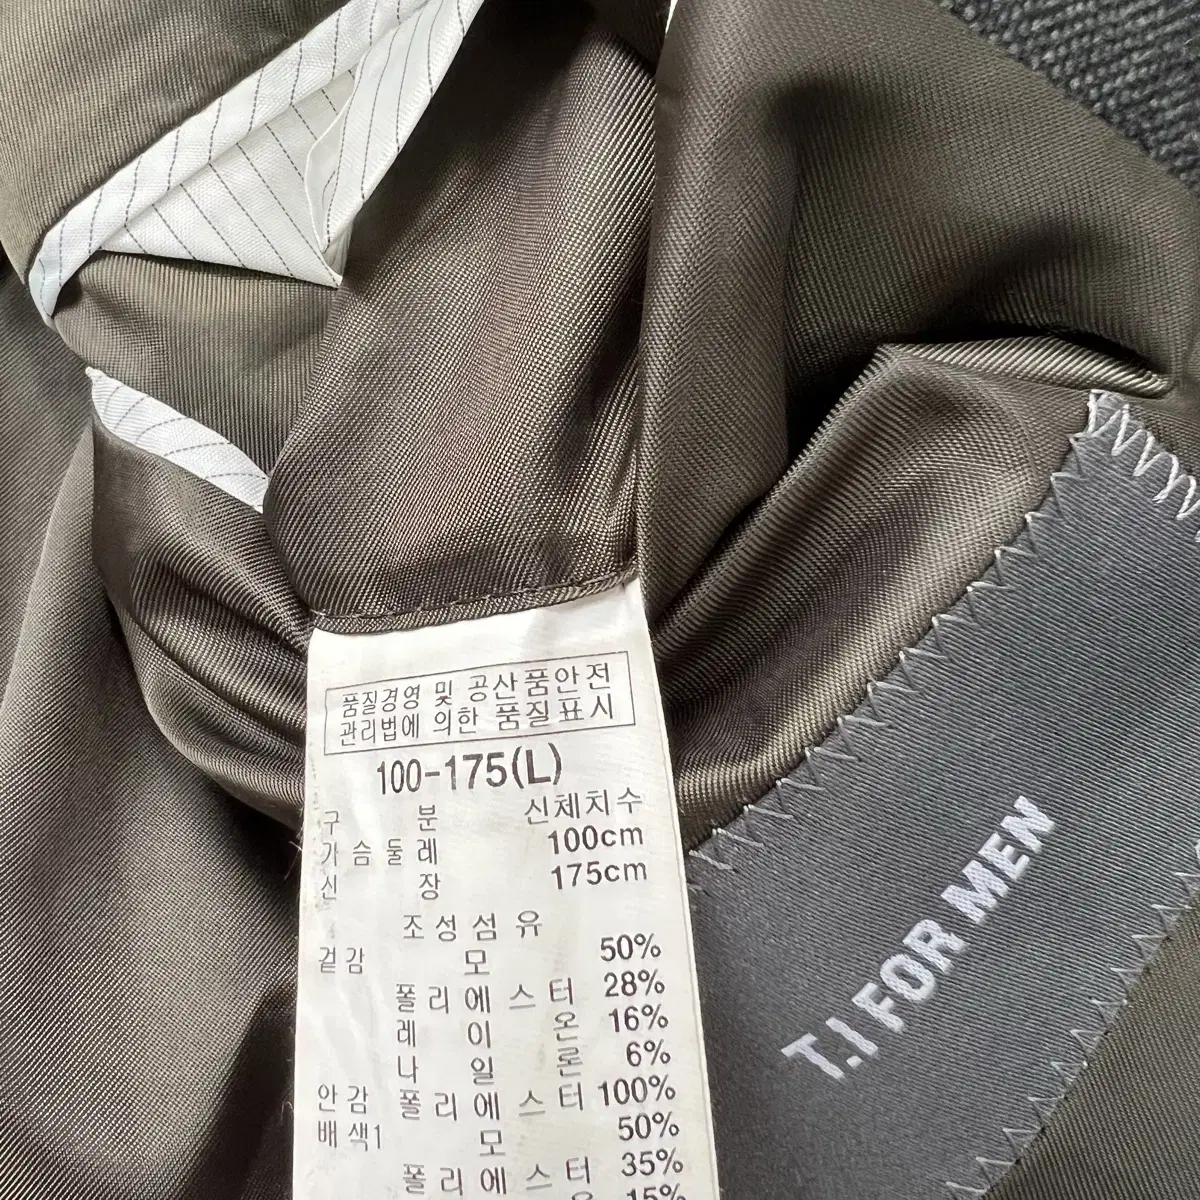 품질경영 및 공산품안전
관리법에 의한 품질표시
100-175(L)
구 분 신체치수
가슴둘레 100cm
신 장 175cm
조성섬유
겉감 모 50%
폴리에스터 28%
레이온 16%
나일론 6%
안감 폴리에스터 100%
배색1 모 50%
폴리에스터 35%
15%
T.I FOR MEN